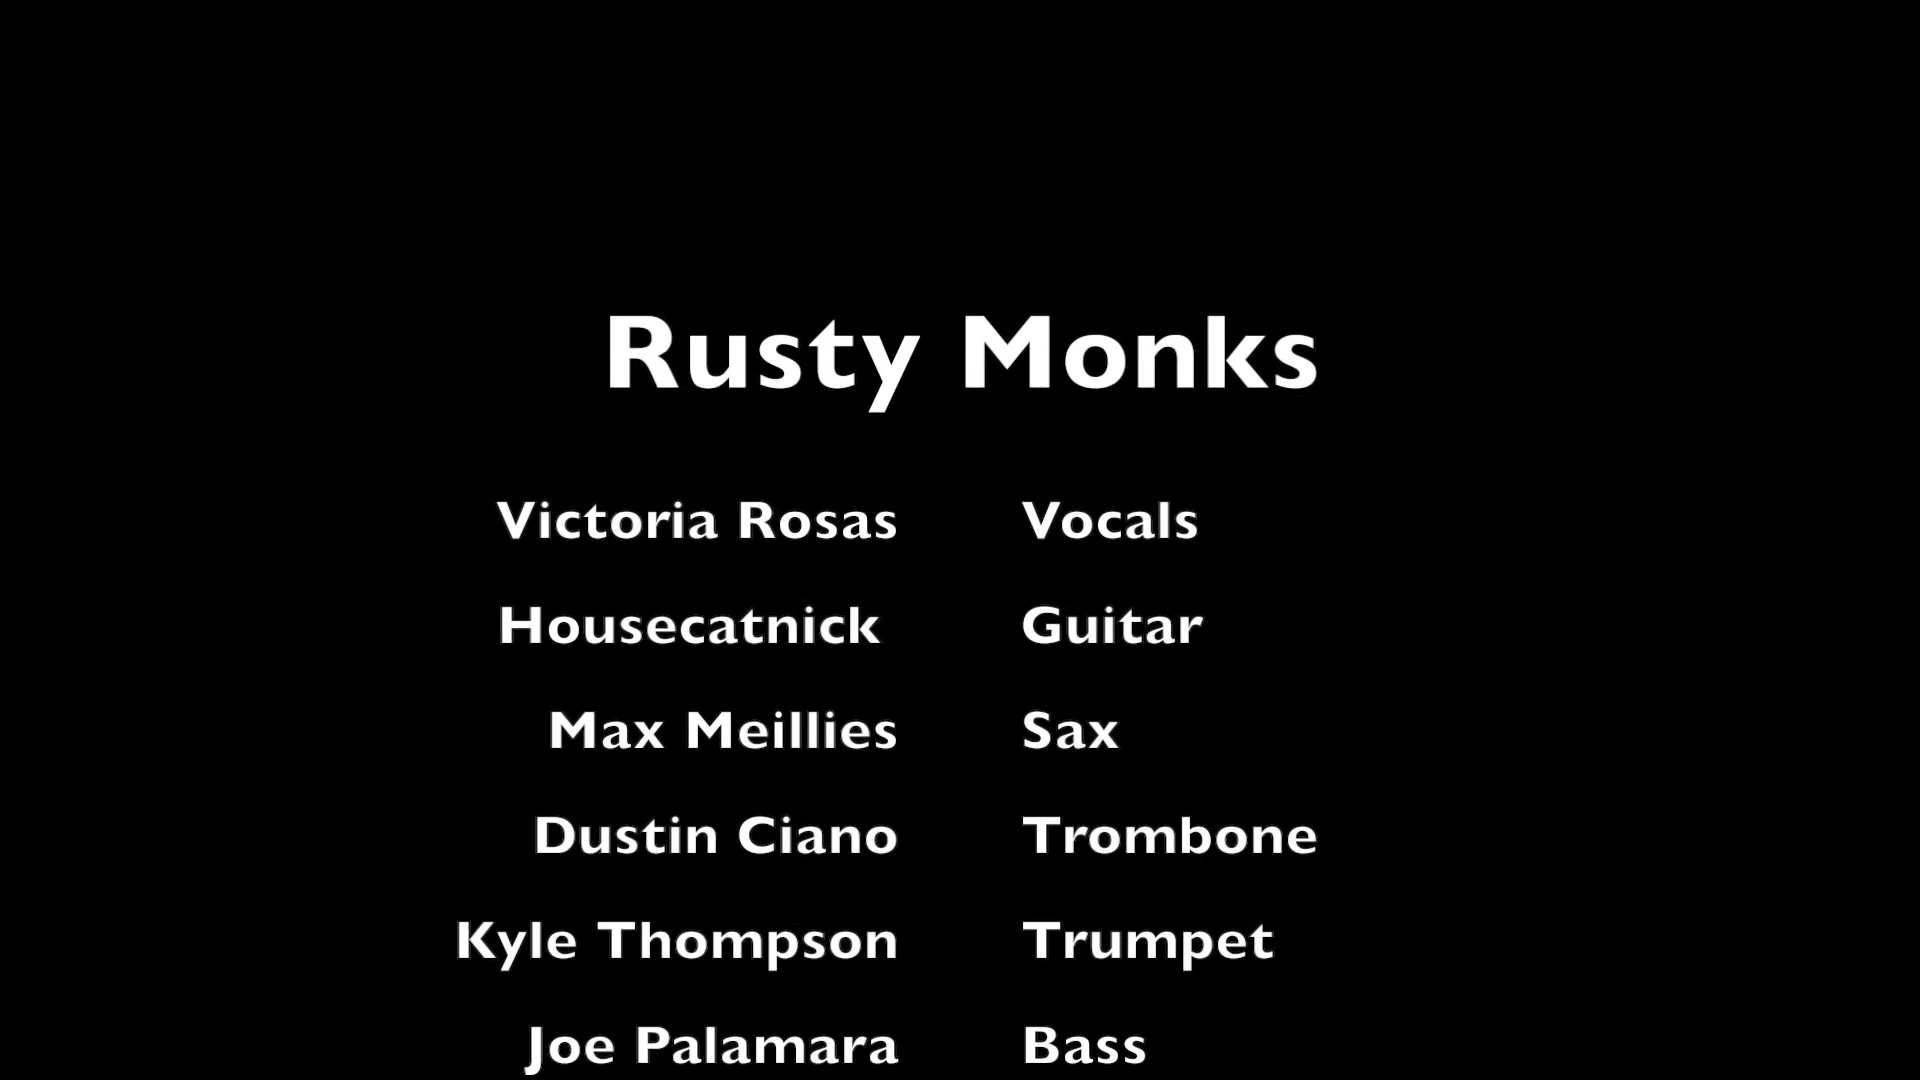 Rusty Monks
Victoria Rosas Vocals
Housecatnick Guitar
Max Meillies Sax
Dustin Ciano Trombone
Kyle Thompson Trumpet
Joe Palamara Bass